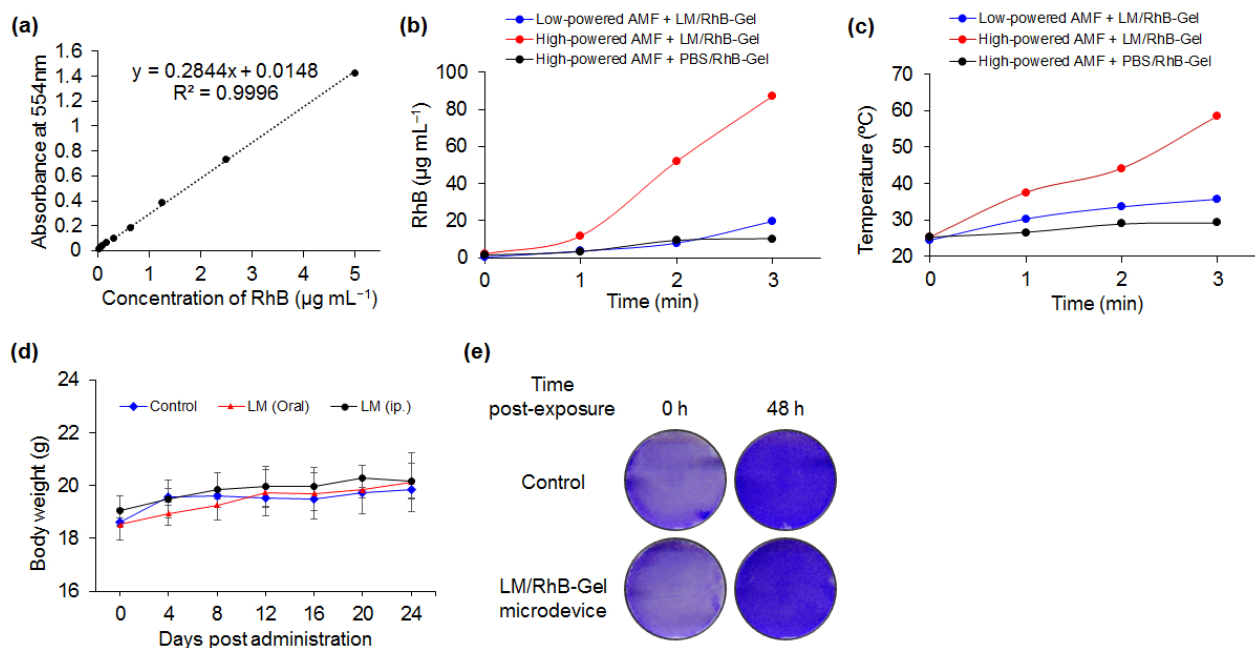 (a)
1.6
1.4
1.2
1
0.8
0.6
0.4
0.2
0
y = 0.2844x + 0.0148
R² = 0.9996
Absorbance at 554nm
0 1 2 3 4 5
Concentration of RhB (µg mL⁻¹)
(b)
Low-powered AMF + LM/RhB-Gel
High-powered AMF + LM/RhB-Gel
High-powered AMF + PBS/RhB-Gel
100
80
60
40
20
0
RhB (µg mL⁻¹)
0 1 2 3
Time (min)
(c)
Low-powered AMF + LM/RhB-Gel
High-powered AMF + LM/RhB-Gel
High-powered AMF + PBS/RhB-Gel
70
60
50
40
30
20
Temperature (ºC)
0 1 2 3
Time (min)
(d)
24
22
20
18
16
Control LM (Oral) LM (ip.)
Body weight (g)
0 4 8 12 16 20 24
Days post administration
(e)
Time
post-exposure 0 h 48 h
Control
LM/RhB-Gel
microdevice